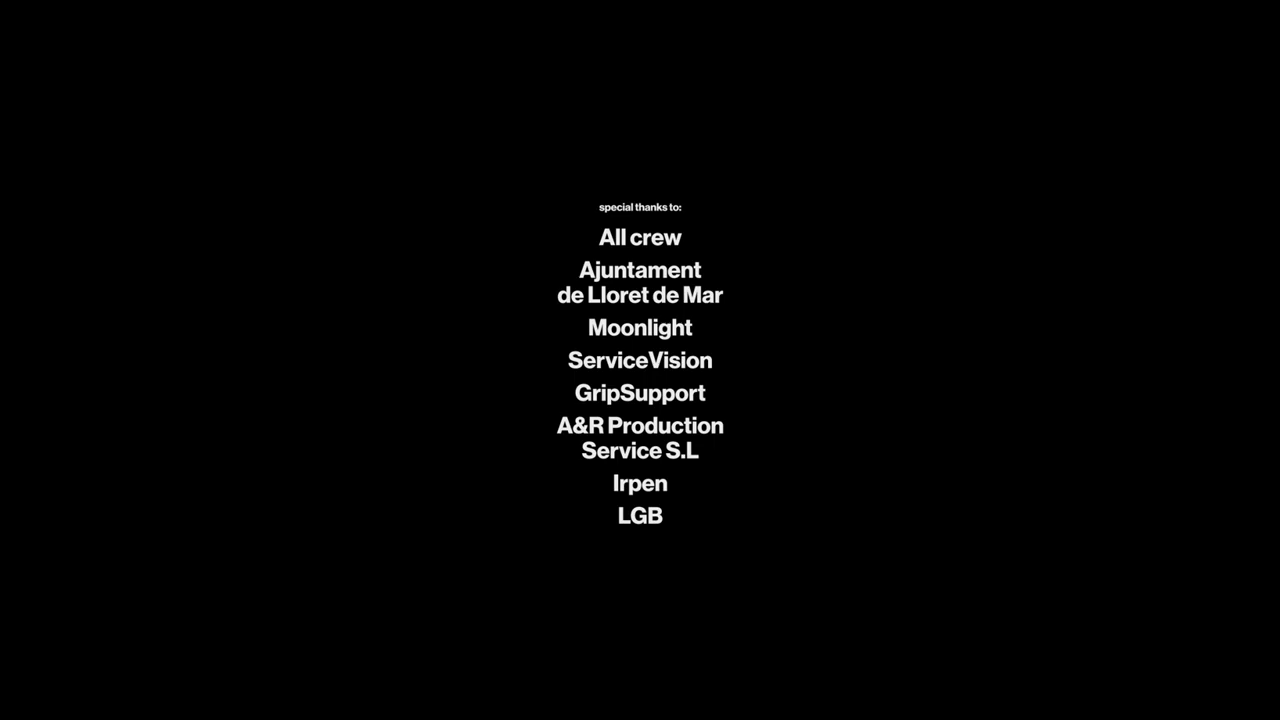 special thanks to:
All crew
Ajuntament
de Lloret de Mar
Moonlight
ServiceVision
GripSupport
A&R Production
Service S.L
Irpen
LGB